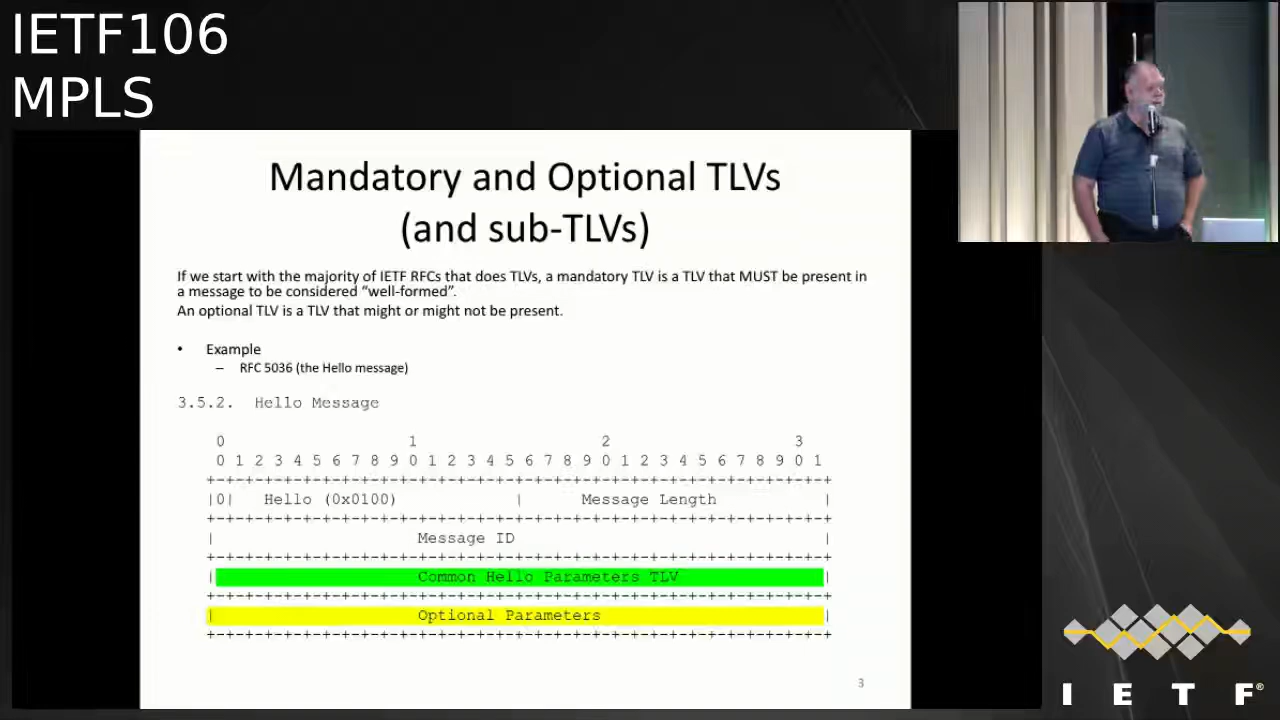 IETF106
MPLS
Mandatory and Optional TLVs
(and sub-TLVs)
If we start with the majority of IETF RFCs that does TLVs, a mandatory TLV is a TLV that MUST be present in
a message to be considered “well-formed”.
An optional TLV is a TLV that might or might not be present.
• Example
– RFC 5036 (the Hello message)
3.5.2. Hello Message
0 1 2 3
0 1 2 3 4 5 6 7 8 9 0 1 2 3 4 5 6 7 8 9 0 1 2 3 4 5 6 7 8 9 0 1
+-+-+-+-+-+-+-+-+-+-+-+-+-+-+-+-+-+-+-+-+-+-+-+-+-+-+-+-+-+-+-+-+
|0| Hello (0x0100) | Message Length |
+-+-+-+-+-+-+-+-+-+-+-+-+-+-+-+-+-+-+-+-+-+-+-+-+-+-+-+-+-+-+-+-+
| Message ID |
+-+-+-+-+-+-+-+-+-+-+-+-+-+-+-+-+-+-+-+-+-+-+-+-+-+-+-+-+-+-+-+-+
| Common Hello Parameters TLV |
+-+-+-+-+-+-+-+-+-+-+-+-+-+-+-+-+-+-+-+-+-+-+-+-+-+-+-+-+-+-+-+-+
| Optional Parameters |
+-+-+-+-+-+-+-+-+-+-+-+-+-+-+-+-+-+-+-+-+-+-+-+-+-+-+-+-+-+-+-+-+
3
I E T F®